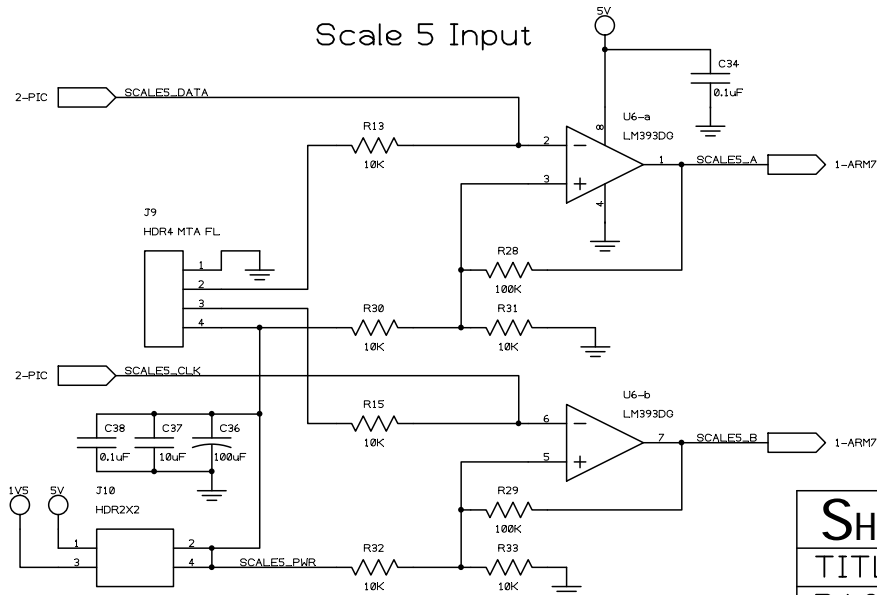 Scale 5 Input
5V
C34
0.1uF
2-PIC
SCALE5_DATA
R13
10K
U6-a
LM393DG
8
2
3
1
4
SCALE5_A
1-ARM7
J9
HDR4 MTA FL
1
2
3
4
R28
100K
R30
10K
R31
10K
2-PIC
SCALE5_CLK
R15
10K
U6-b
LM393DG
6
5
7
SCALE5_B
1-ARM7
C38
0.1uF
C37
10uF
C36
100uF
R29
100K
1V5
5V
J10
HDR2X2
1
3
2
4
SCALE5_PWR
R32
10K
R33
10K
SH
TITL